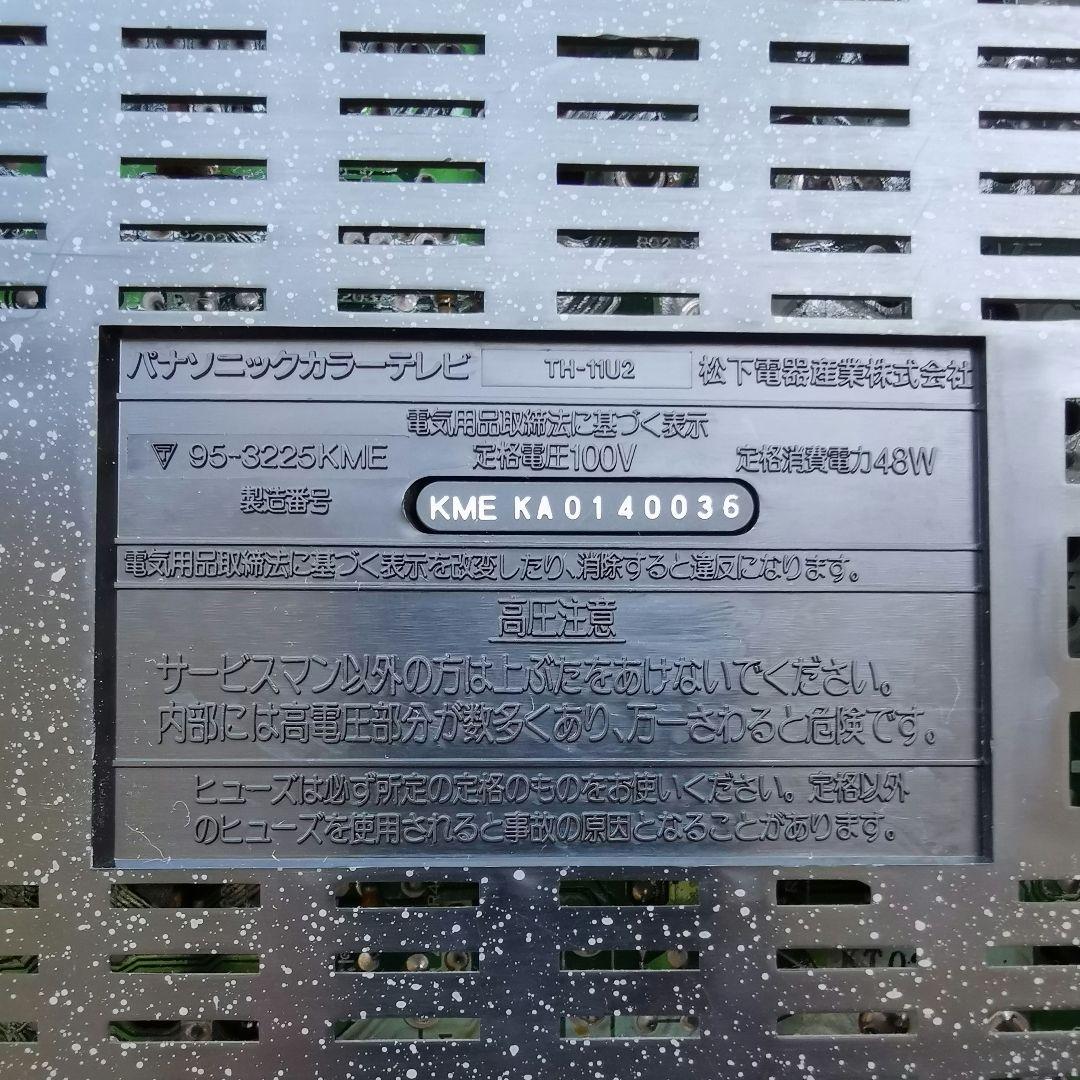 パナソニックカラーテレビ TH-11U2 松下電器産業株式会社
電気用品取締法に基づく表示
▽ 95-3225KME 定格電圧100V 定格消費電力48W
製造番号 KME KA0140036
電気用品取締法に基づく表示を改変したり、消除すると違反になります。
高圧注意
サービスマン以外の方は上ぶたをあけないでください。
内部には高電圧部分が数多くあり、万一さわると危険です。
ヒューズは必ず所定の定格のものをお使いください。定格以外
のヒューズを使用されると事故の原因となることがあります。